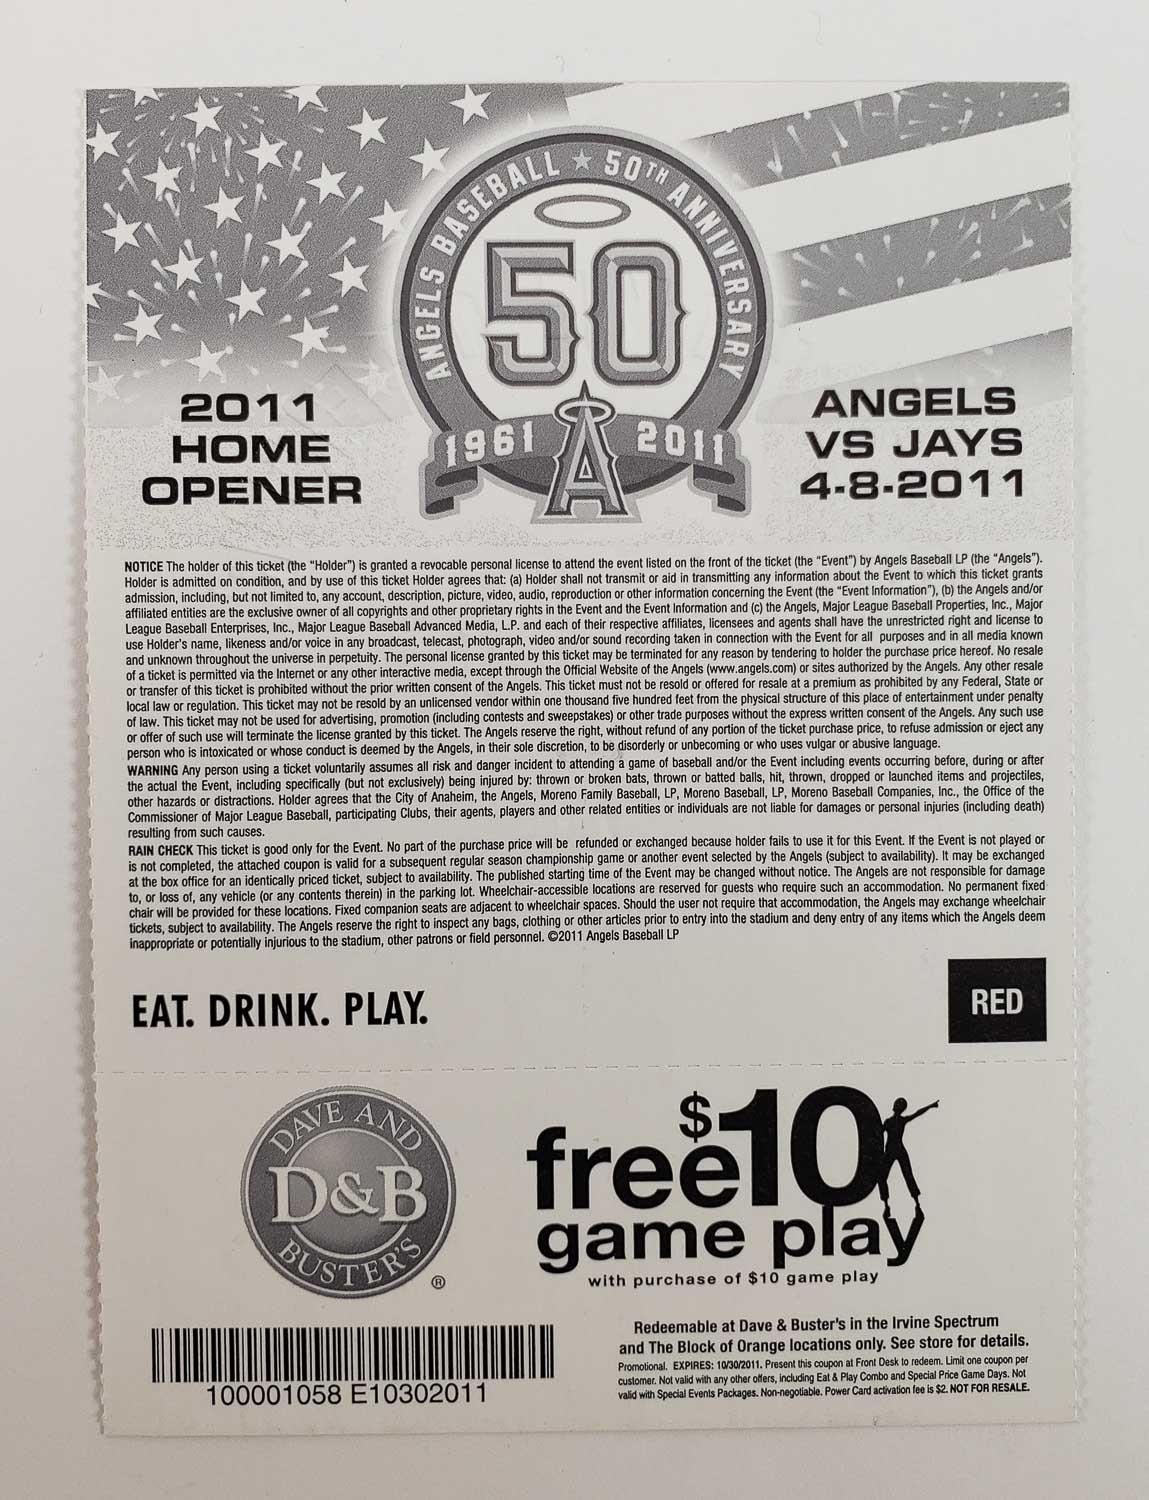 ANGELS BASEBALL ★ 50TH ANNIVERSARY
50
1961 A 2011
2011
HOME
OPENER
ANGELS
VS JAYS
4-8-2011
NOTICE The holder of this ticket (the “Holder”) is granted a revocable personal license to attend the event listed on the front of the ticket (the “Event”) by Angels Baseball LP (the “Angels”).
Holder is admitted on condition, and by use of this ticket Holder agrees that: (a) Holder shall not transmit or aid in transmitting any information about the Event to which this ticket grants
admission, including, but not limited to, any account, description, picture, video, audio, reproduction or other information concerning the Event (the “Event Information”), (b) the Angels and/or
affiliated entities are the exclusive owner of all copyrights and other proprietary rights in the Event and the Event Information and (c) the Angels, Major League Baseball Properties, Inc., Major
League Baseball Enterprises, Inc., Major League Baseball Advanced Media, L.P. and each of their respective affiliates, licensees and agents shall have the unrestricted right and license to
use Holder’s name, likeness and/or voice in any broadcast, telecast, photograph, video and/or sound recording taken in connection with the Event for all purposes and in all media known
and unknown throughout the universe in perpetuity. The personal license granted by this ticket may be terminated for any reason by tendering to holder the purchase price hereof. No resale
of a ticket is permitted via the Internet or any other interactive media, except through the Official Website of the Angels (www.angels.com) or sites authorized by the Angels. Any other resale
or transfer of this ticket is prohibited without the prior written consent of the Angels. This ticket must not be resold or offered for resale at a premium as prohibited by any Federal, State or
local law or regulation. This ticket may not be resold by an unlicensed vendor within one thousand five hundred feet from the physical structure of this place of entertainment under penalty
of law. This ticket may not be used for advertising, promotion (including contests and sweepstakes) or other trade purposes without the express written consent of the Angels. Any such use
or offer of such use will terminate the license granted by this ticket. The Angels reserve the right, without refund of any portion of the ticket purchase price, to refuse admission or eject any
person who is intoxicated or whose conduct is deemed by the Angels, in their sole discretion, to be disorderly or unbecoming or who uses vulgar or abusive language.
WARNING Any person using a ticket voluntarily assumes all risk and danger incident to attending a game of baseball and/or the Event including events occurring before, during or after
the actual the Event, including specifically (but not exclusively) being injured by: thrown or broken bats, thrown or batted balls, hit, thrown, dropped or launched items and projectiles,
other hazards or distractions. Holder agrees that the City of Anaheim, the Angels, Moreno Family Baseball, LP, Moreno Baseball, LP, Moreno Baseball Companies, Inc., the Office of the
Commissioner of Major League Baseball, participating Clubs, their agents, players and other related entities or individuals are not liable for damages or personal injuries (including death)
resulting from such causes.
RAIN CHECK This ticket is good only for the Event. No part of the purchase price will be refunded or exchanged because holder fails to use it for this Event. If the Event is not played or
is not completed, the attached coupon is valid for a subsequent regular season championship game or another event selected by the Angels (subject to availability). It may be exchanged
at the box office for an identically priced ticket, subject to availability. The published starting time of the Event may be changed without notice. The Angels are not responsible for damage
to, or loss of, any vehicle (or any contents therein) in the parking lot. Wheelchair-accessible locations are reserved for guests who require such an accommodation. No permanent fixed
chair will be provided for these locations. Fixed companion seats are adjacent to wheelchair spaces. Should the user not require that accommodation, the Angels may exchange wheelchair
tickets, subject to availability. The Angels reserve the right to inspect any bags, clothing or other articles prior to entry into the stadium and deny entry of any items which the Angels deem
inappropriate or potentially injurious to the stadium, other patrons or field personnel. ©2011 Angels Baseball LP
EAT. DRINK. PLAY.
RED
DAVE AND
D&B
BUSTER'S
®
free $10
game play
with purchase of $10 game play
100001058 E10302011
Redeemable at Dave & Buster’s in the Irvine Spectrum
and The Block of Orange locations only. See store for details.
Promotional. EXPIRES: 10/30/2011. Present this coupon at Front Desk to redeem. Limit one coupon per
customer. Not valid with any other offers, including Eat & Play Combo and Special Price Game Days. Not
valid with Special Events Packages. Non-negotiable. Power Card activation fee is $2. NOT FOR RESALE.